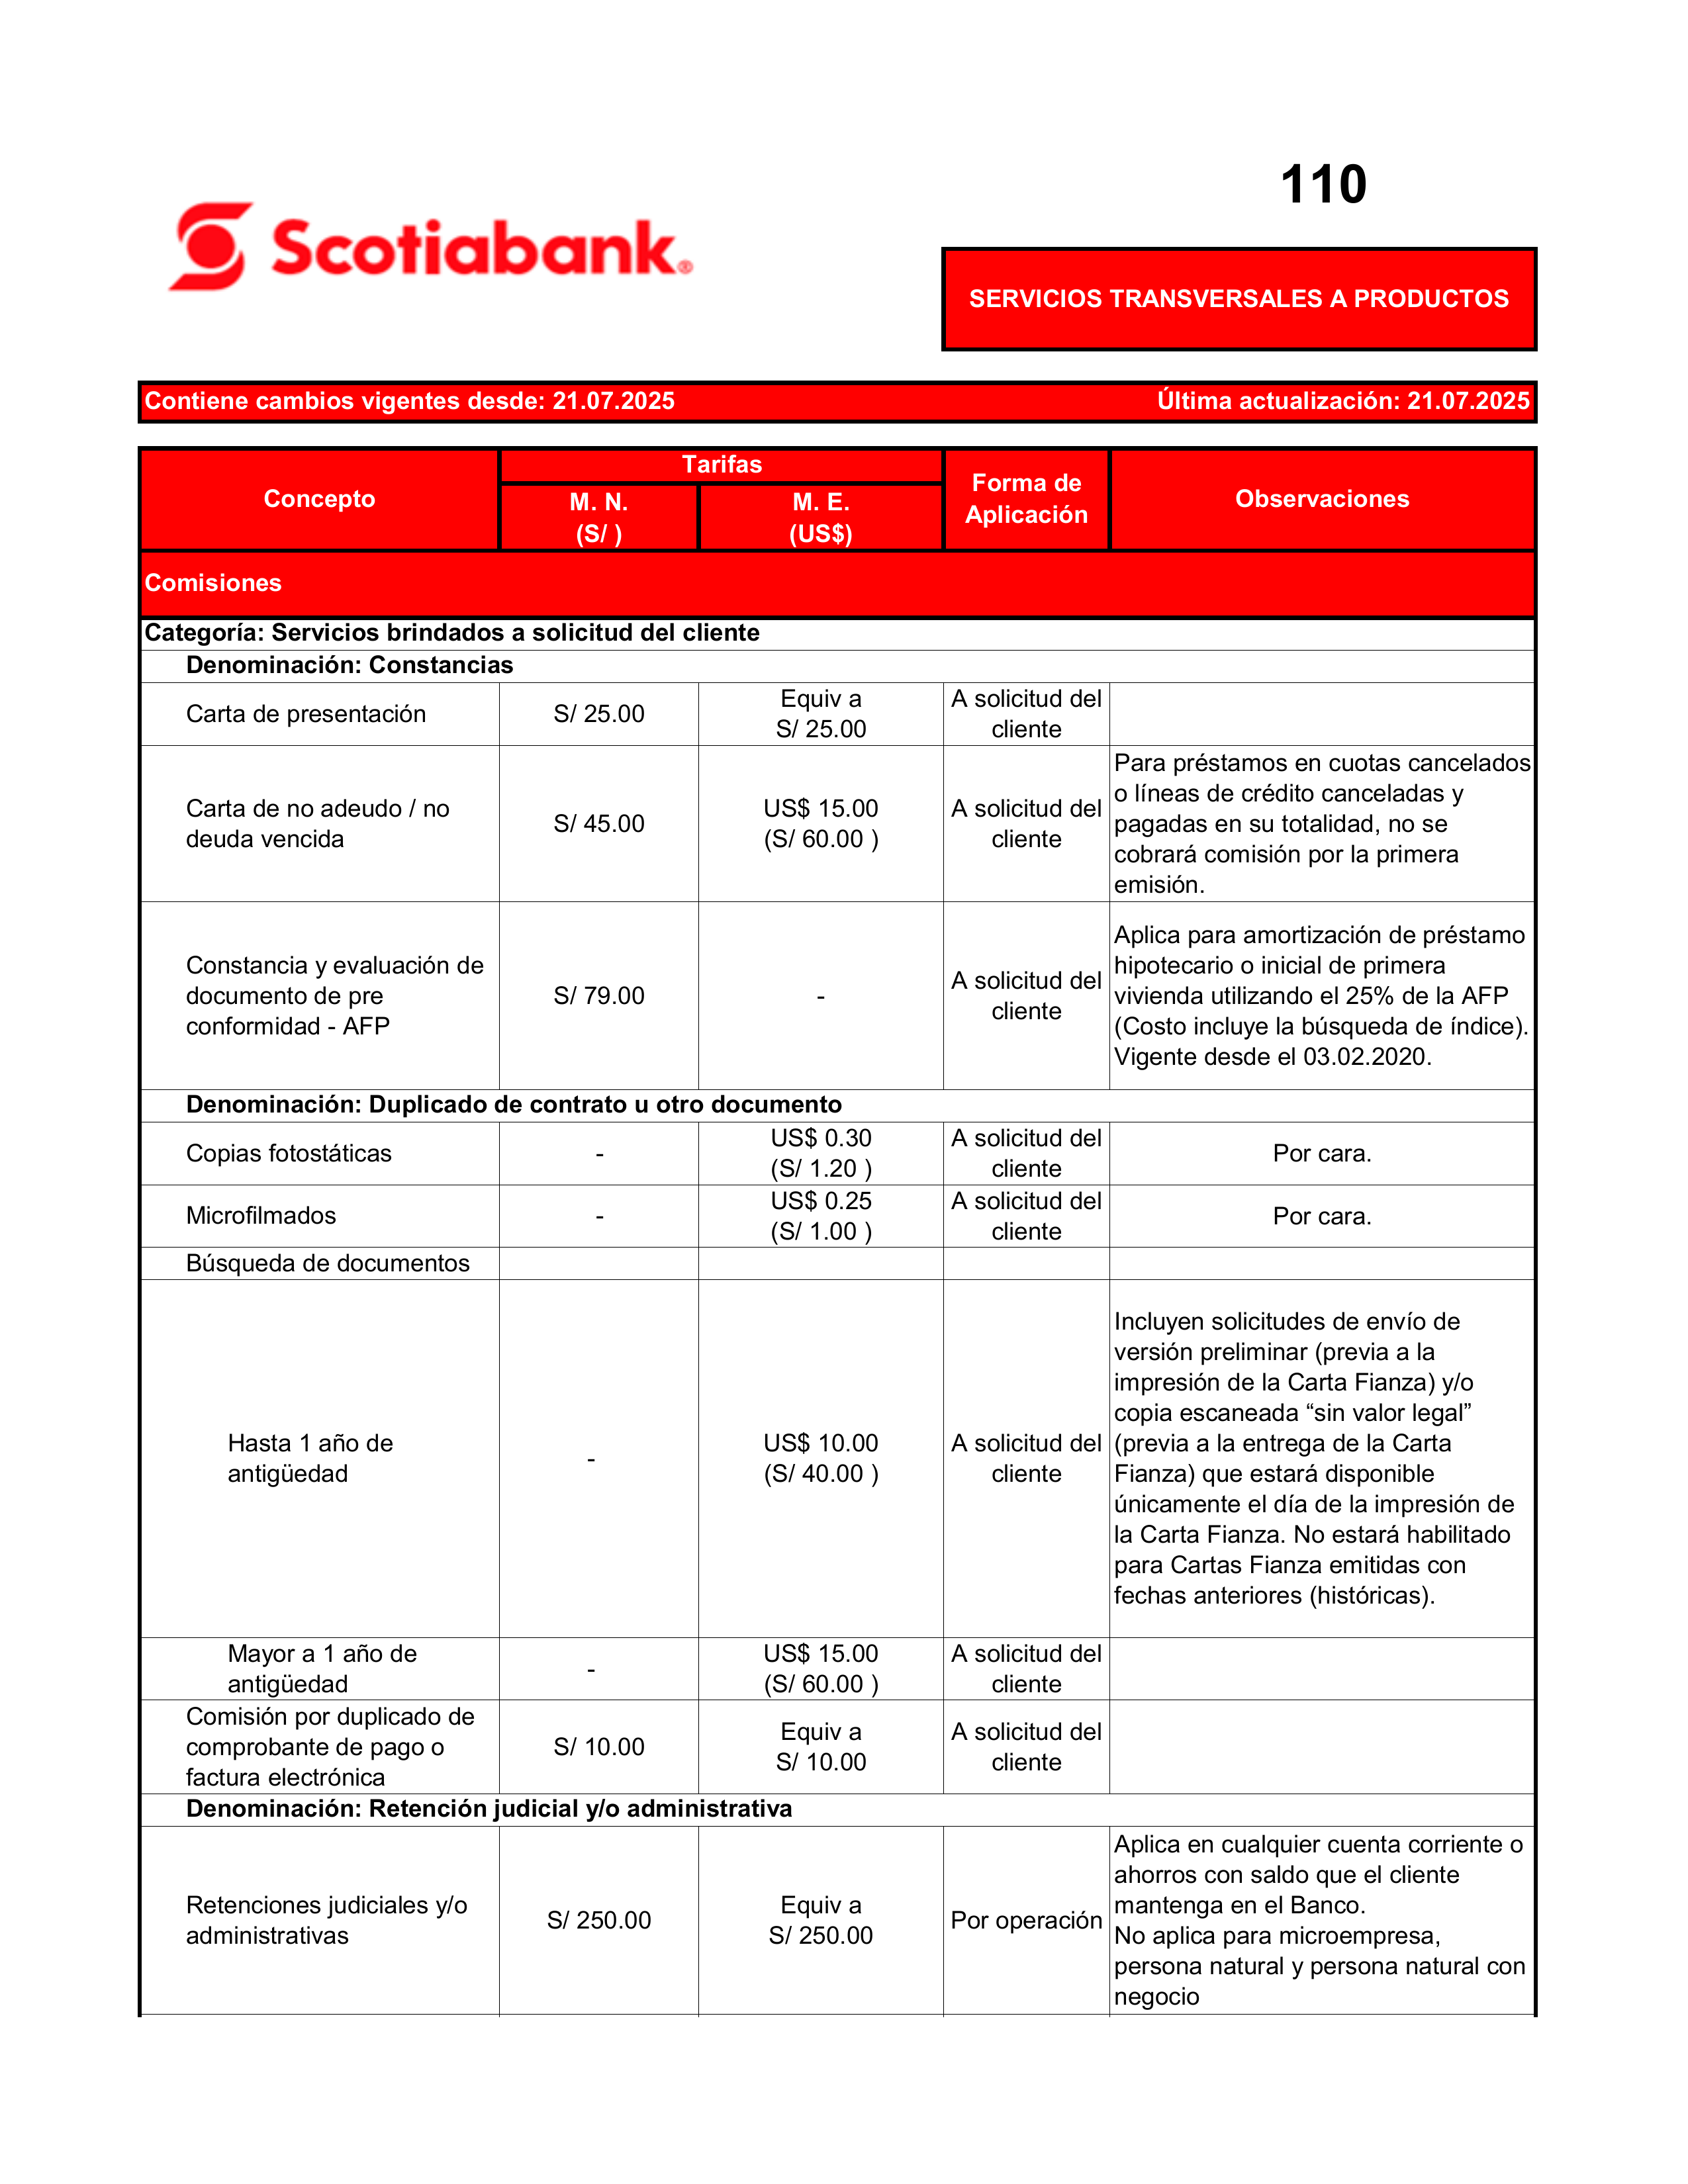 110
Scotiabank®
SERVICIOS TRANSVERSALES A PRODUCTOS
Contiene cambios vigentes desde: 21.07.2025 Última actualización: 21.07.2025
Concepto
Tarifas
M. N.
(S/ )
M. E.
(US$)
Forma de
Aplicación
Observaciones
Comisiones
Categoría: Servicios brindados a solicitud del cliente
Denominación: Constancias
Carta de presentación
S/ 25.00
Equiv a
S/ 25.00
A solicitud del
cliente
Carta de no adeudo / no
deuda vencida
S/ 45.00
US$ 15.00
(S/ 60.00 )
A solicitud del
cliente
Para préstamos en cuotas cancelados
o líneas de crédito canceladas y
pagadas en su totalidad, no se
cobrará comisión por la primera
emisión.
Constancia y evaluación de
documento de pre
conformidad - AFP
S/ 79.00
-
A solicitud del
cliente
Aplica para amortización de préstamo
hipotecario o inicial de primera
vivienda utilizando el 25% de la AFP
(Costo incluye la búsqueda de índice).
Vigente desde el 03.02.2020.
Denominación: Duplicado de contrato u otro documento
Copias fotostáticas
-
US$ 0.30
(S/ 1.20 )
A solicitud del
cliente
Por cara.
Microfilmados
-
US$ 0.25
(S/ 1.00 )
A solicitud del
cliente
Por cara.
Búsqueda de documentos
Hasta 1 año de
antigüedad
-
US$ 10.00
(S/ 40.00 )
A solicitud del
cliente
Incluyen solicitudes de envío de
versión preliminar (previa a la
impresión de la Carta Fianza) y/o
copia escaneada “sin valor legal”
(previa a la entrega de la Carta
Fianza) que estará disponible
únicamente el día de la impresión de
la Carta Fianza. No estará habilitado
para Cartas Fianza emitidas con
fechas anteriores (históricas).
Mayor a 1 año de
antigüedad
-
US$ 15.00
(S/ 60.00 )
A solicitud del
cliente
Comisión por duplicado de
comprobante de pago o
factura electrónica
S/ 10.00
Equiv a
S/ 10.00
A solicitud del
cliente
Denominación: Retención judicial y/o administrativa
Retenciones judiciales y/o
administrativas
S/ 250.00
Equiv a
S/ 250.00
Por operación
Aplica en cualquier cuenta corriente o
ahorros con saldo que el cliente
mantenga en el Banco.
No aplica para microempresa,
persona natural y persona natural con
negocio